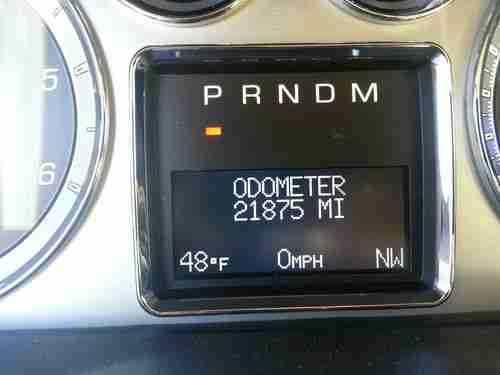 5
6
P R N D M
ODOMETER
21875 MI
48°F 0MPH NW